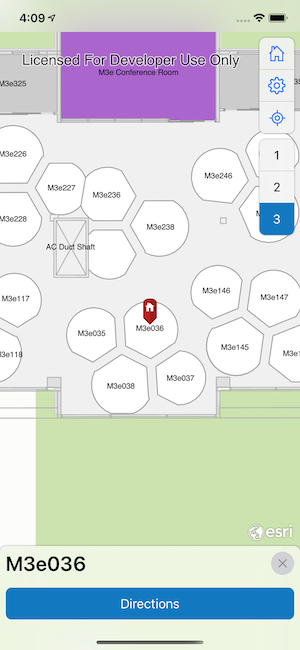 4:09
Licensed For Developer Use Only
M3e Conference Room
M3e325
M3e226
M3e246
1
M3e227
M3e236
2
M3e228
M3e238
3
AC Duct Shaft
M3e146
M3e147
M3e117
M3e036
M3e035
M3e145
M3e118
M3e1
M3e037
M3e038
esri
M3e036
Directions